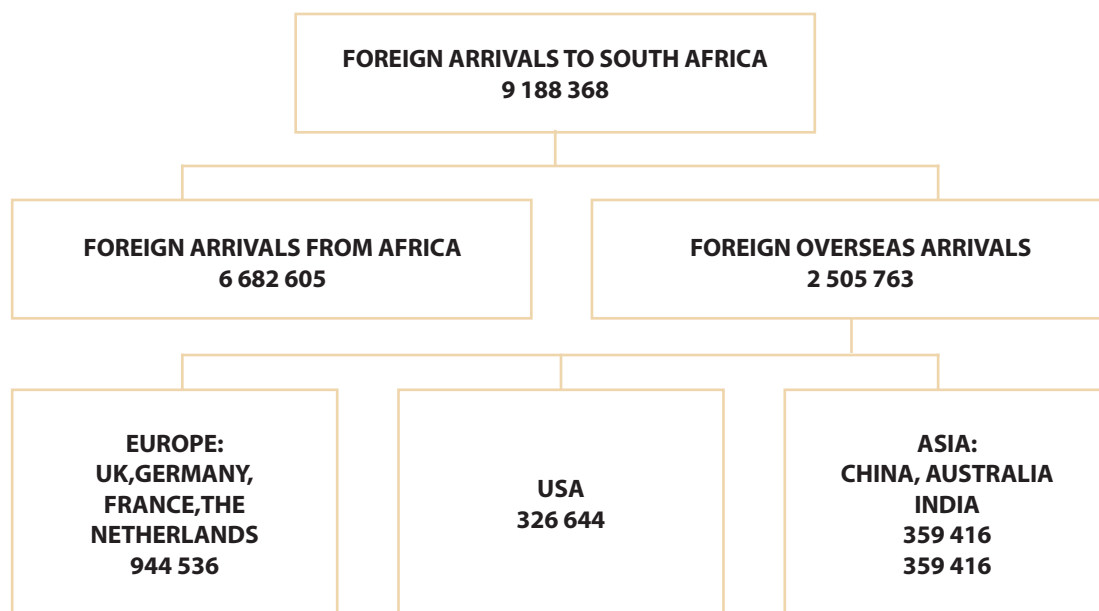 FOREIGN ARRIVALS TO SOUTH AFRICA
9 188 368
FOREIGN ARRIVALS FROM AFRICA
6 682 605
FOREIGN OVERSEAS ARRIVALS
2 505 763
EUROPE:
UK,GERMANY,
FRANCE,THE
NETHERLANDS
944 536
USA
326 644
ASIA:
CHINA, AUSTRALIA
INDIA
359 416
359 416